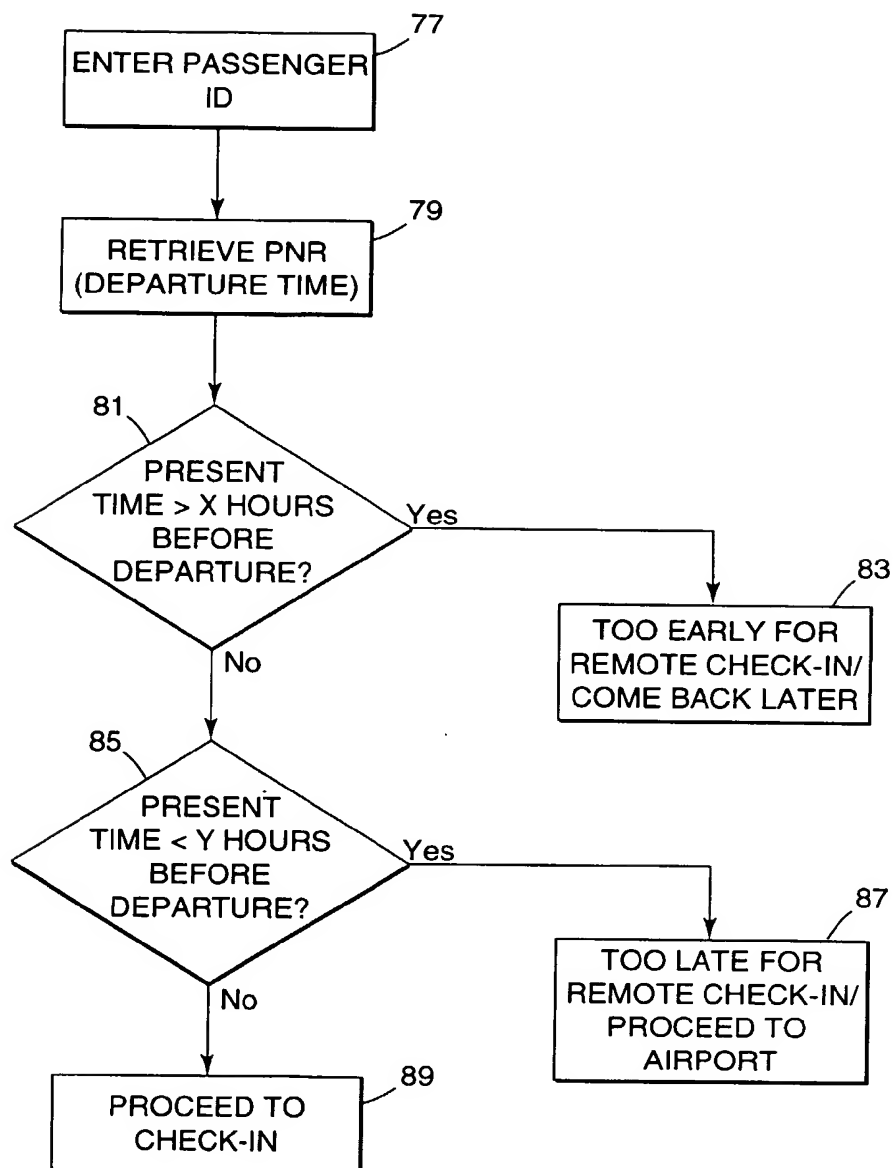 77
ENTER PASSENGER
ID
79
RETRIEVE PNR
(DEPARTURE TIME)
81
PRESENT
TIME > X HOURS
BEFORE
DEPARTURE?
Yes
83
TOO EARLY FOR
REMOTE CHECK-IN/
COME BACK LATER
No
85
PRESENT
TIME < Y HOURS
BEFORE
DEPARTURE?
Yes
87
TOO LATE FOR
REMOTE CHECK-IN/
PROCEED TO
AIRPORT
No
89
PROCEED TO
CHECK-IN